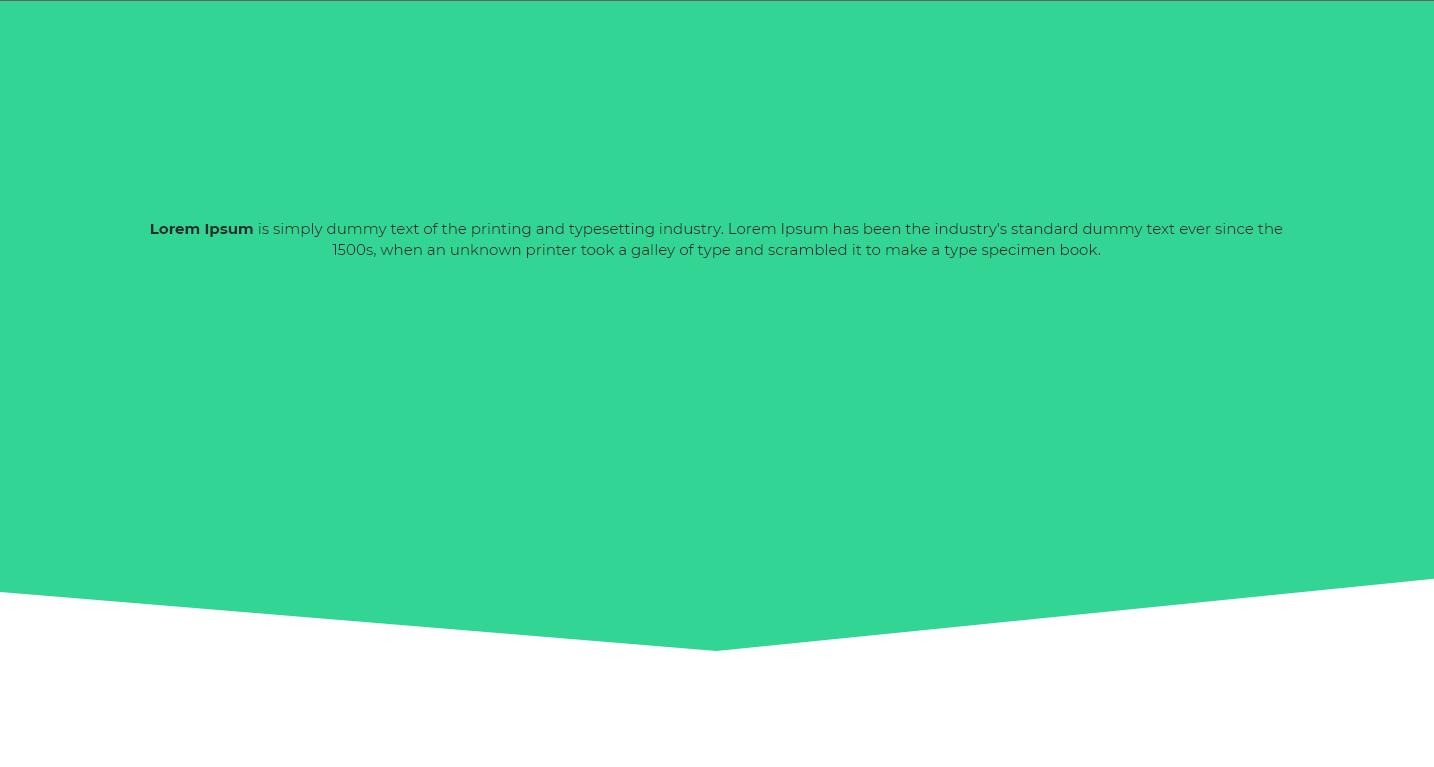 Lorem Ipsum is simply dummy text of the printing and typesetting industry. Lorem Ipsum has been the industry's standard dummy text ever since the
1500s, when an unknown printer took a galley of type and scrambled it to make a type specimen book.